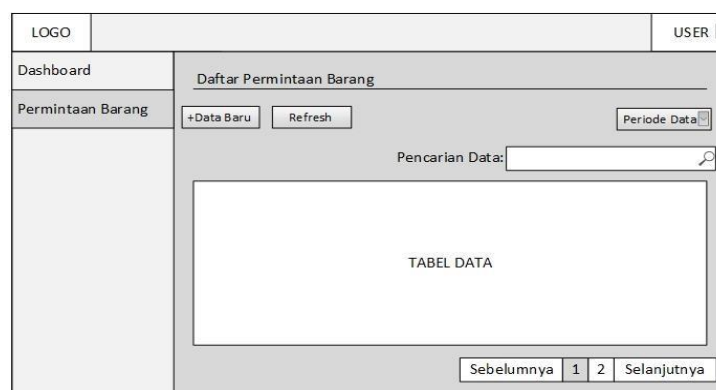 LOGO
USER
Dashboard
Permintaan Barang
Daftar Permintaan Barang
+Data Baru
Refresh
Periode Data
Pencarian Data:
TABEL DATA
Sebelumnya 1 2 Selanjutnya